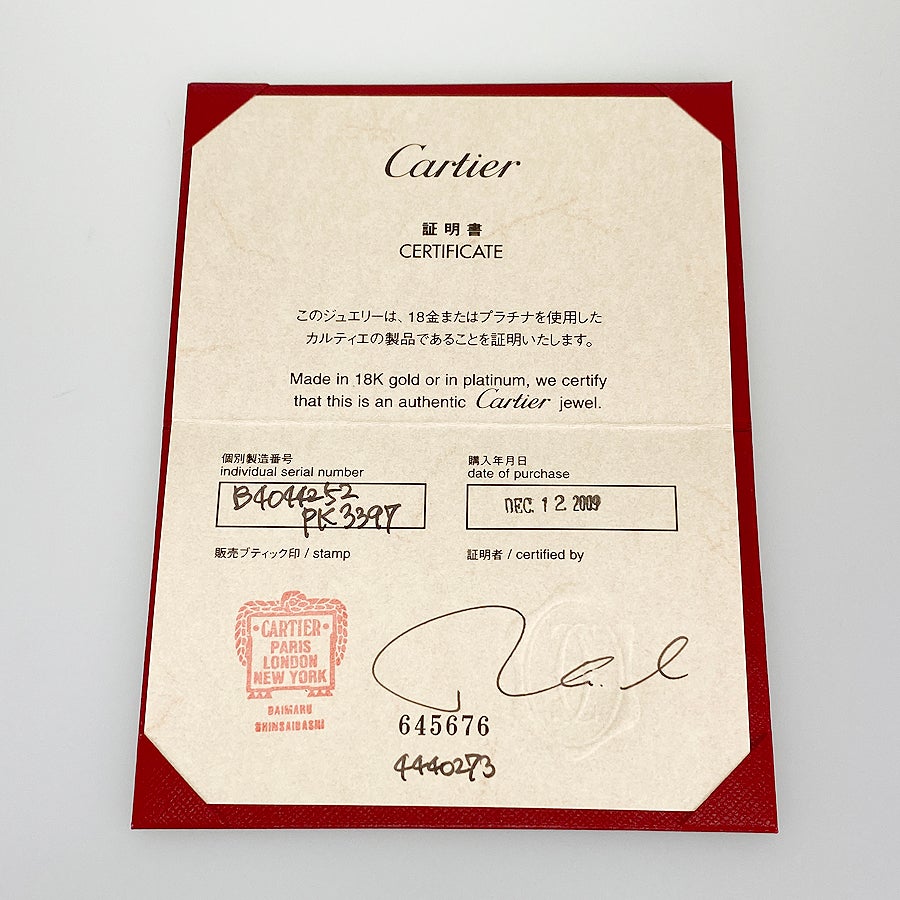 Cartier
証明書
CERTIFICATE
このジュエリーは、18金またはプラチナを使用した
カルティエの製品であることを証明いたします。
Made in 18K gold or in platinum, we certify
that this is an authentic Cartier jewel.
個別製造番号
individual serial number
B4044252
PK3397
購入年月日
date of purchase
DEC. 12 2009
販売ブティック印 / stamp
証明者 / certified by
·CARTIER·
PARIS
LONDON
NEW YORK
DAIMARU
SHINSAIBASHI
645676
4440273